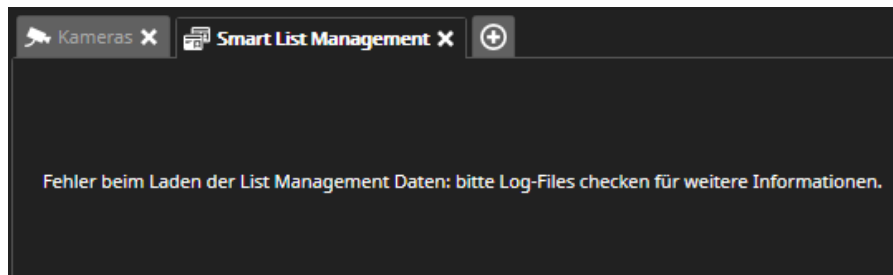 Kameras
Smart List Management
Fehler beim Laden der List Management Daten: bitte Log-Files checken für weitere Informationen.